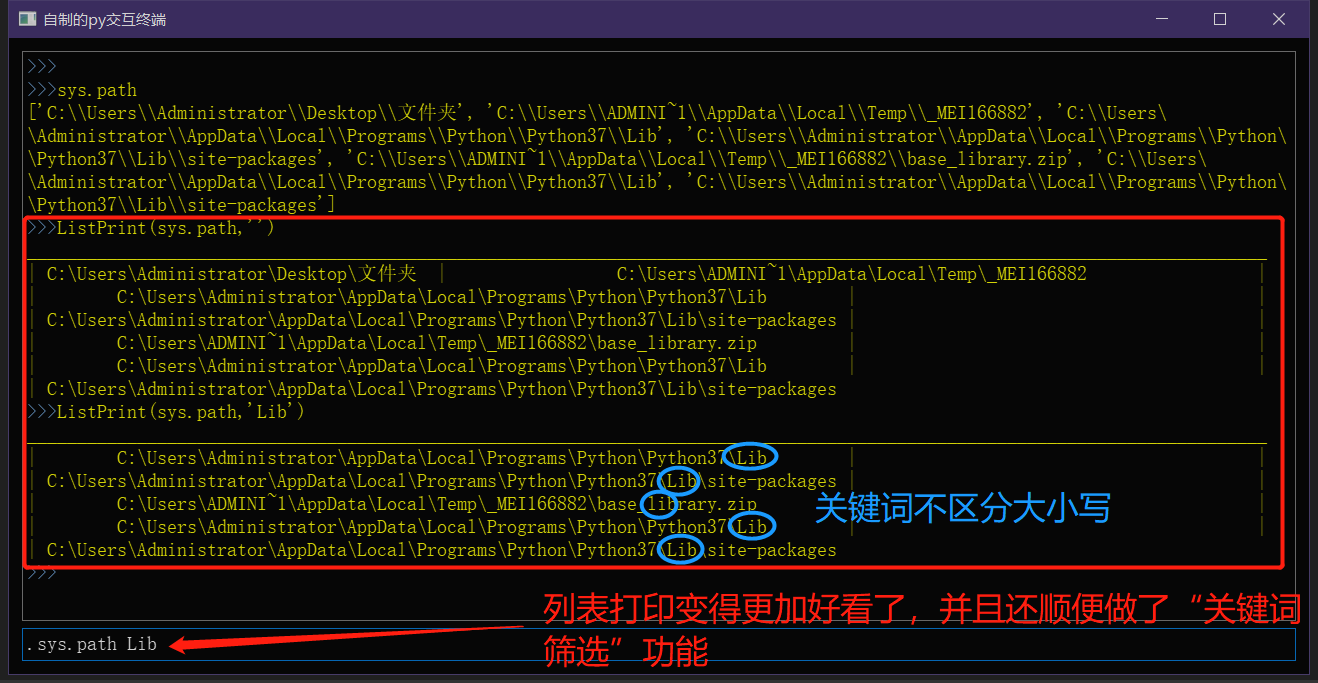 自制的py交互终端
>>>
>>>sys.path
['C:\\Users\\Administrator\\Desktop\\文件夹', 'C:\\Users\\ADMINI~1\\AppData\\Local\\Temp\\_MEI166882', 'C:\\Users\
\Administrator\\AppData\\Local\\Programs\\Python\\Python37\\Lib', 'C:\\Users\\Administrator\\AppData\\Local\\Programs\\Python\
\Python37\\Lib\\site-packages', 'C:\\Users\\ADMINI~1\\AppData\\Local\\Temp\\_MEI166882\\base_library.zip', 'C:\\Users\
\Administrator\\AppData\\Local\\Programs\\Python\\Python37\\Lib', 'C:\\Users\\Administrator\\AppData\\Local\\Programs\\Python\
\Python37\\Lib\\site-packages']
>>>ListPrint(sys.path,'')
| C:\Users\Administrator\Desktop\文件夹 | C:\Users\ADMINI~1\AppData\Local\Temp\_MEI166882 |
| C:\Users\Administrator\AppData\Local\Programs\Python\Python37\Lib | |
| C:\Users\Administrator\AppData\Local\Programs\Python\Python37\Lib\site-packages | |
| C:\Users\ADMINI~1\AppData\Local\Temp\_MEI166882\base_library.zip | |
| C:\Users\Administrator\AppData\Local\Programs\Python\Python37\Lib | |
| C:\Users\Administrator\AppData\Local\Programs\Python\Python37\Lib\site-packages
>>>ListPrint(sys.path,'Lib')
| C:\Users\Administrator\AppData\Local\Programs\Python\Python37\Lib | |
| C:\Users\Administrator\AppData\Local\Programs\Python\Python37\Lib\site-packages | |
| C:\Users\ADMINI~1\AppData\Local\Temp\_MEI166882\base_library.zip | |
关键词不区分大小写
| C:\Users\Administrator\AppData\Local\Programs\Python\Python37\Lib | |
| C:\Users\Administrator\AppData\Local\Programs\Python\Python37\Lib\site-packages
>>>
列表打印变得更加好看了，并且还顺便做了“关键词
筛选”功能
.sys.path Lib